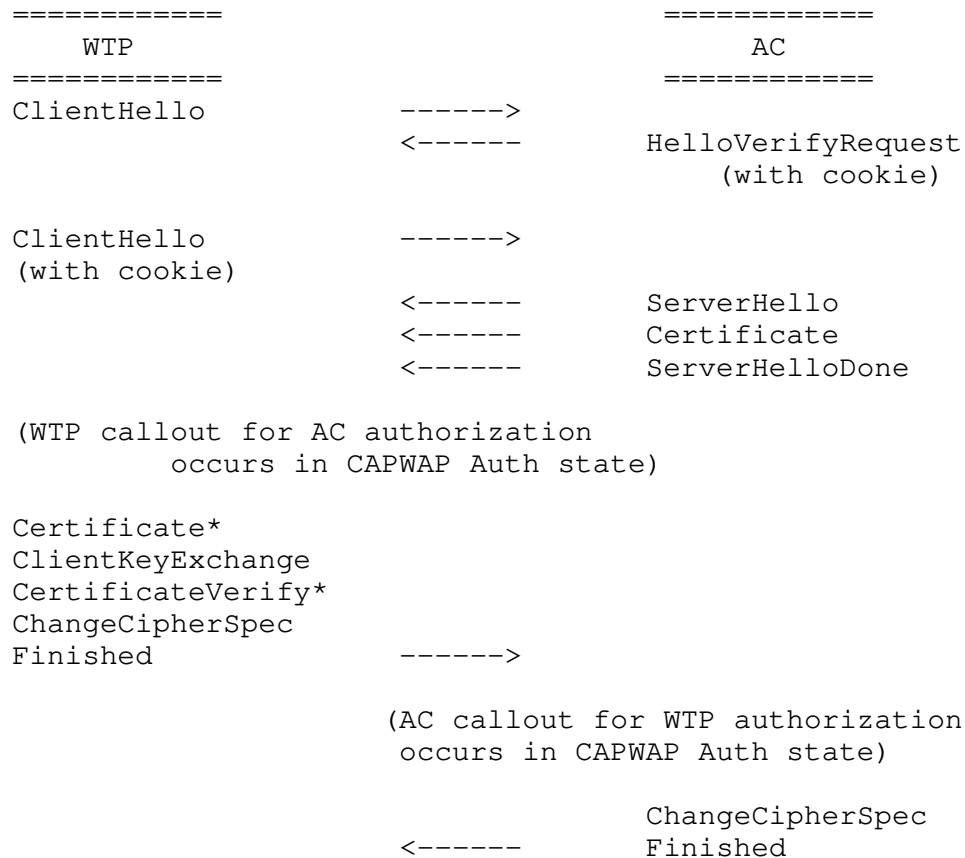 ============                         ============
    WTP                                   AC
============                         ============
ClientHello           ------>
                      <------       HelloVerifyRequest
                                        (with cookie)
ClientHello           ------>
(with cookie)
                      <------       ServerHello
                      <------       Certificate
                      <------       ServerHelloDone
(WTP callout for AC authorization
         occurs in CAPWAP Auth state)
Certificate*
ClientKeyExchange
CertificateVerify*
ChangeCipherSpec
Finished              ------>
                     (AC callout for WTP authorization
                      occurs in CAPWAP Auth state)
                                    ChangeCipherSpec
                      <------       Finished